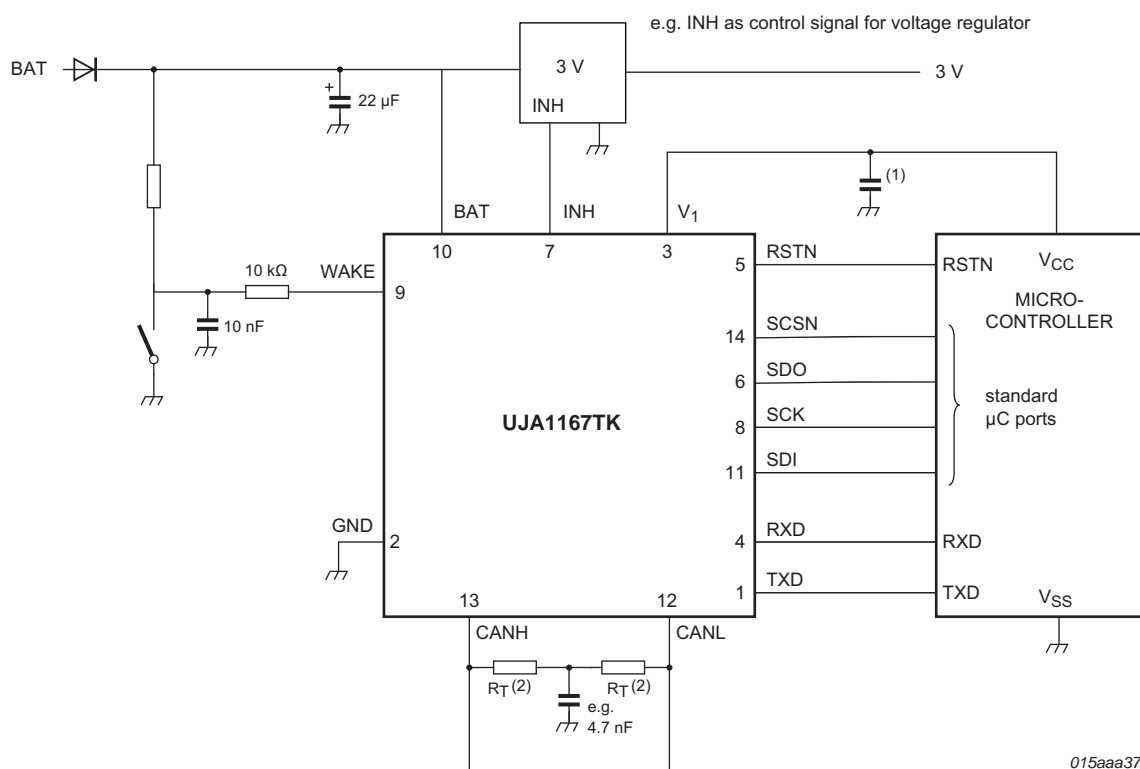 e.g. INH as control signal for voltage regulator
BAT
3 V
3 V
22 µF
INH
(1)
BAT
INH
V1
10
7
3
5
RSTN
RSTN
VCC
10 kΩ
WAKE
9
MICRO-
CONTROLLER
10 nF
14
SCSN
6
SDO
standard
µC ports
UJA1167TK
8
SCK
11
SDI
GND
2
4
RXD
RXD
1
TXD
TXD
13
12
VSS
CANH
CANL
RT(2)
RT(2)
e.g.
4.7 nF
015aaa37